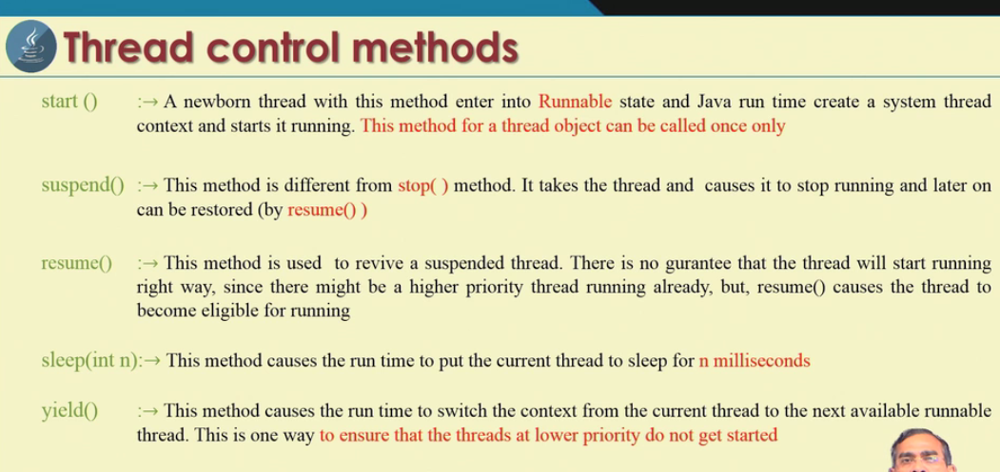 Thread control methods
start () :→ A newborn thread with this method enter into Runnable state and Java run time create a system thread
context and starts it running. This method for a thread object can be called once only
suspend() :→ This method is different from stop( ) method. It takes the thread and causes it to stop running and later on
can be restored (by resume() )
resume() :→ This method is used to revive a suspended thread. There is no gurantee that the thread will start running
right way, since there might be a higher priority thread running already, but, resume() causes the thread to
become eligible for running
sleep(int n):→ This method causes the run time to put the current thread to sleep for n milliseconds
yield() :→ This method causes the run time to switch the context from the current thread to the next available runnable
thread. This is one way to ensure that the threads at lower priority do not get started